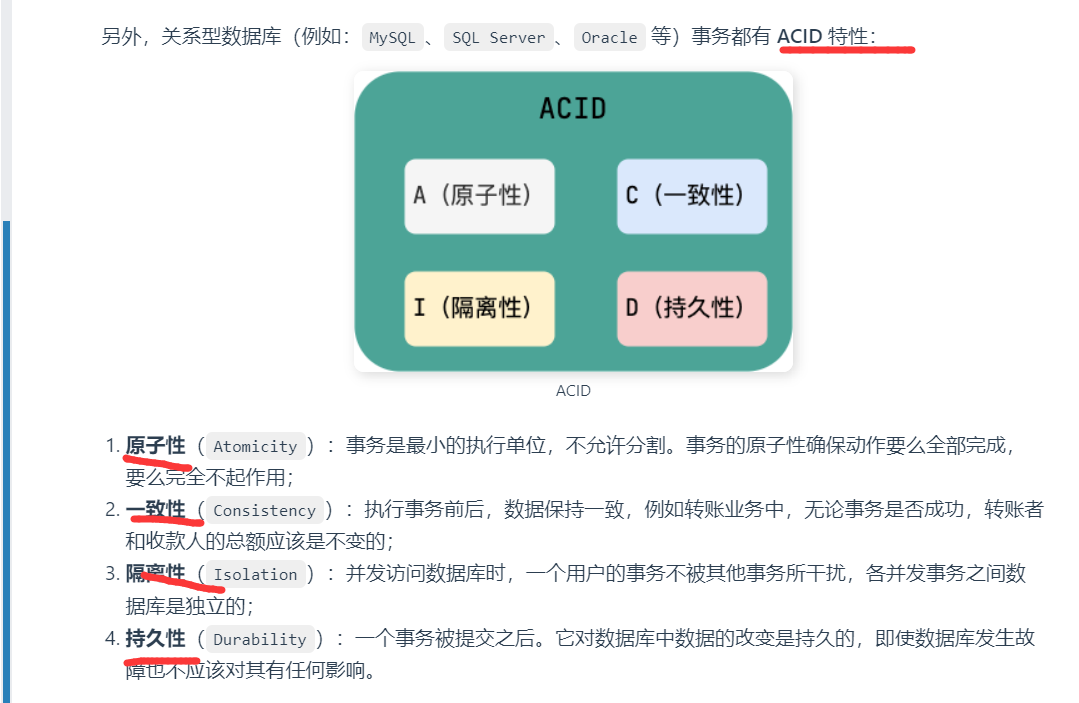 另外，关系型数据库（例如：MySQL、SQL Server、Oracle 等）事务都有 ACID 特性：
ACID
A（原子性） C（一致性）
I（隔离性） D（持久性）
ACID
1. 原子性（Atomicity）：事务是最小的执行单位，不允许分割。事务的原子性确保动作要么全部完成，
要么完全不起作用；
2. 一致性（Consistency）：执行事务前后，数据保持一致，例如转账业务中，无论事务是否成功，转账者
和收款人的总额应该是不变的；
3. 隔离性（Isolation）：并发访问数据库时，一个用户的事务不被其他事务所干扰，各并发事务之间数
据库是独立的；
4. 持久性（Durability）：一个事务被提交之后。它对数据库中数据的改变是持久的，即使数据库发生故
障也不应该对其有任何影响。